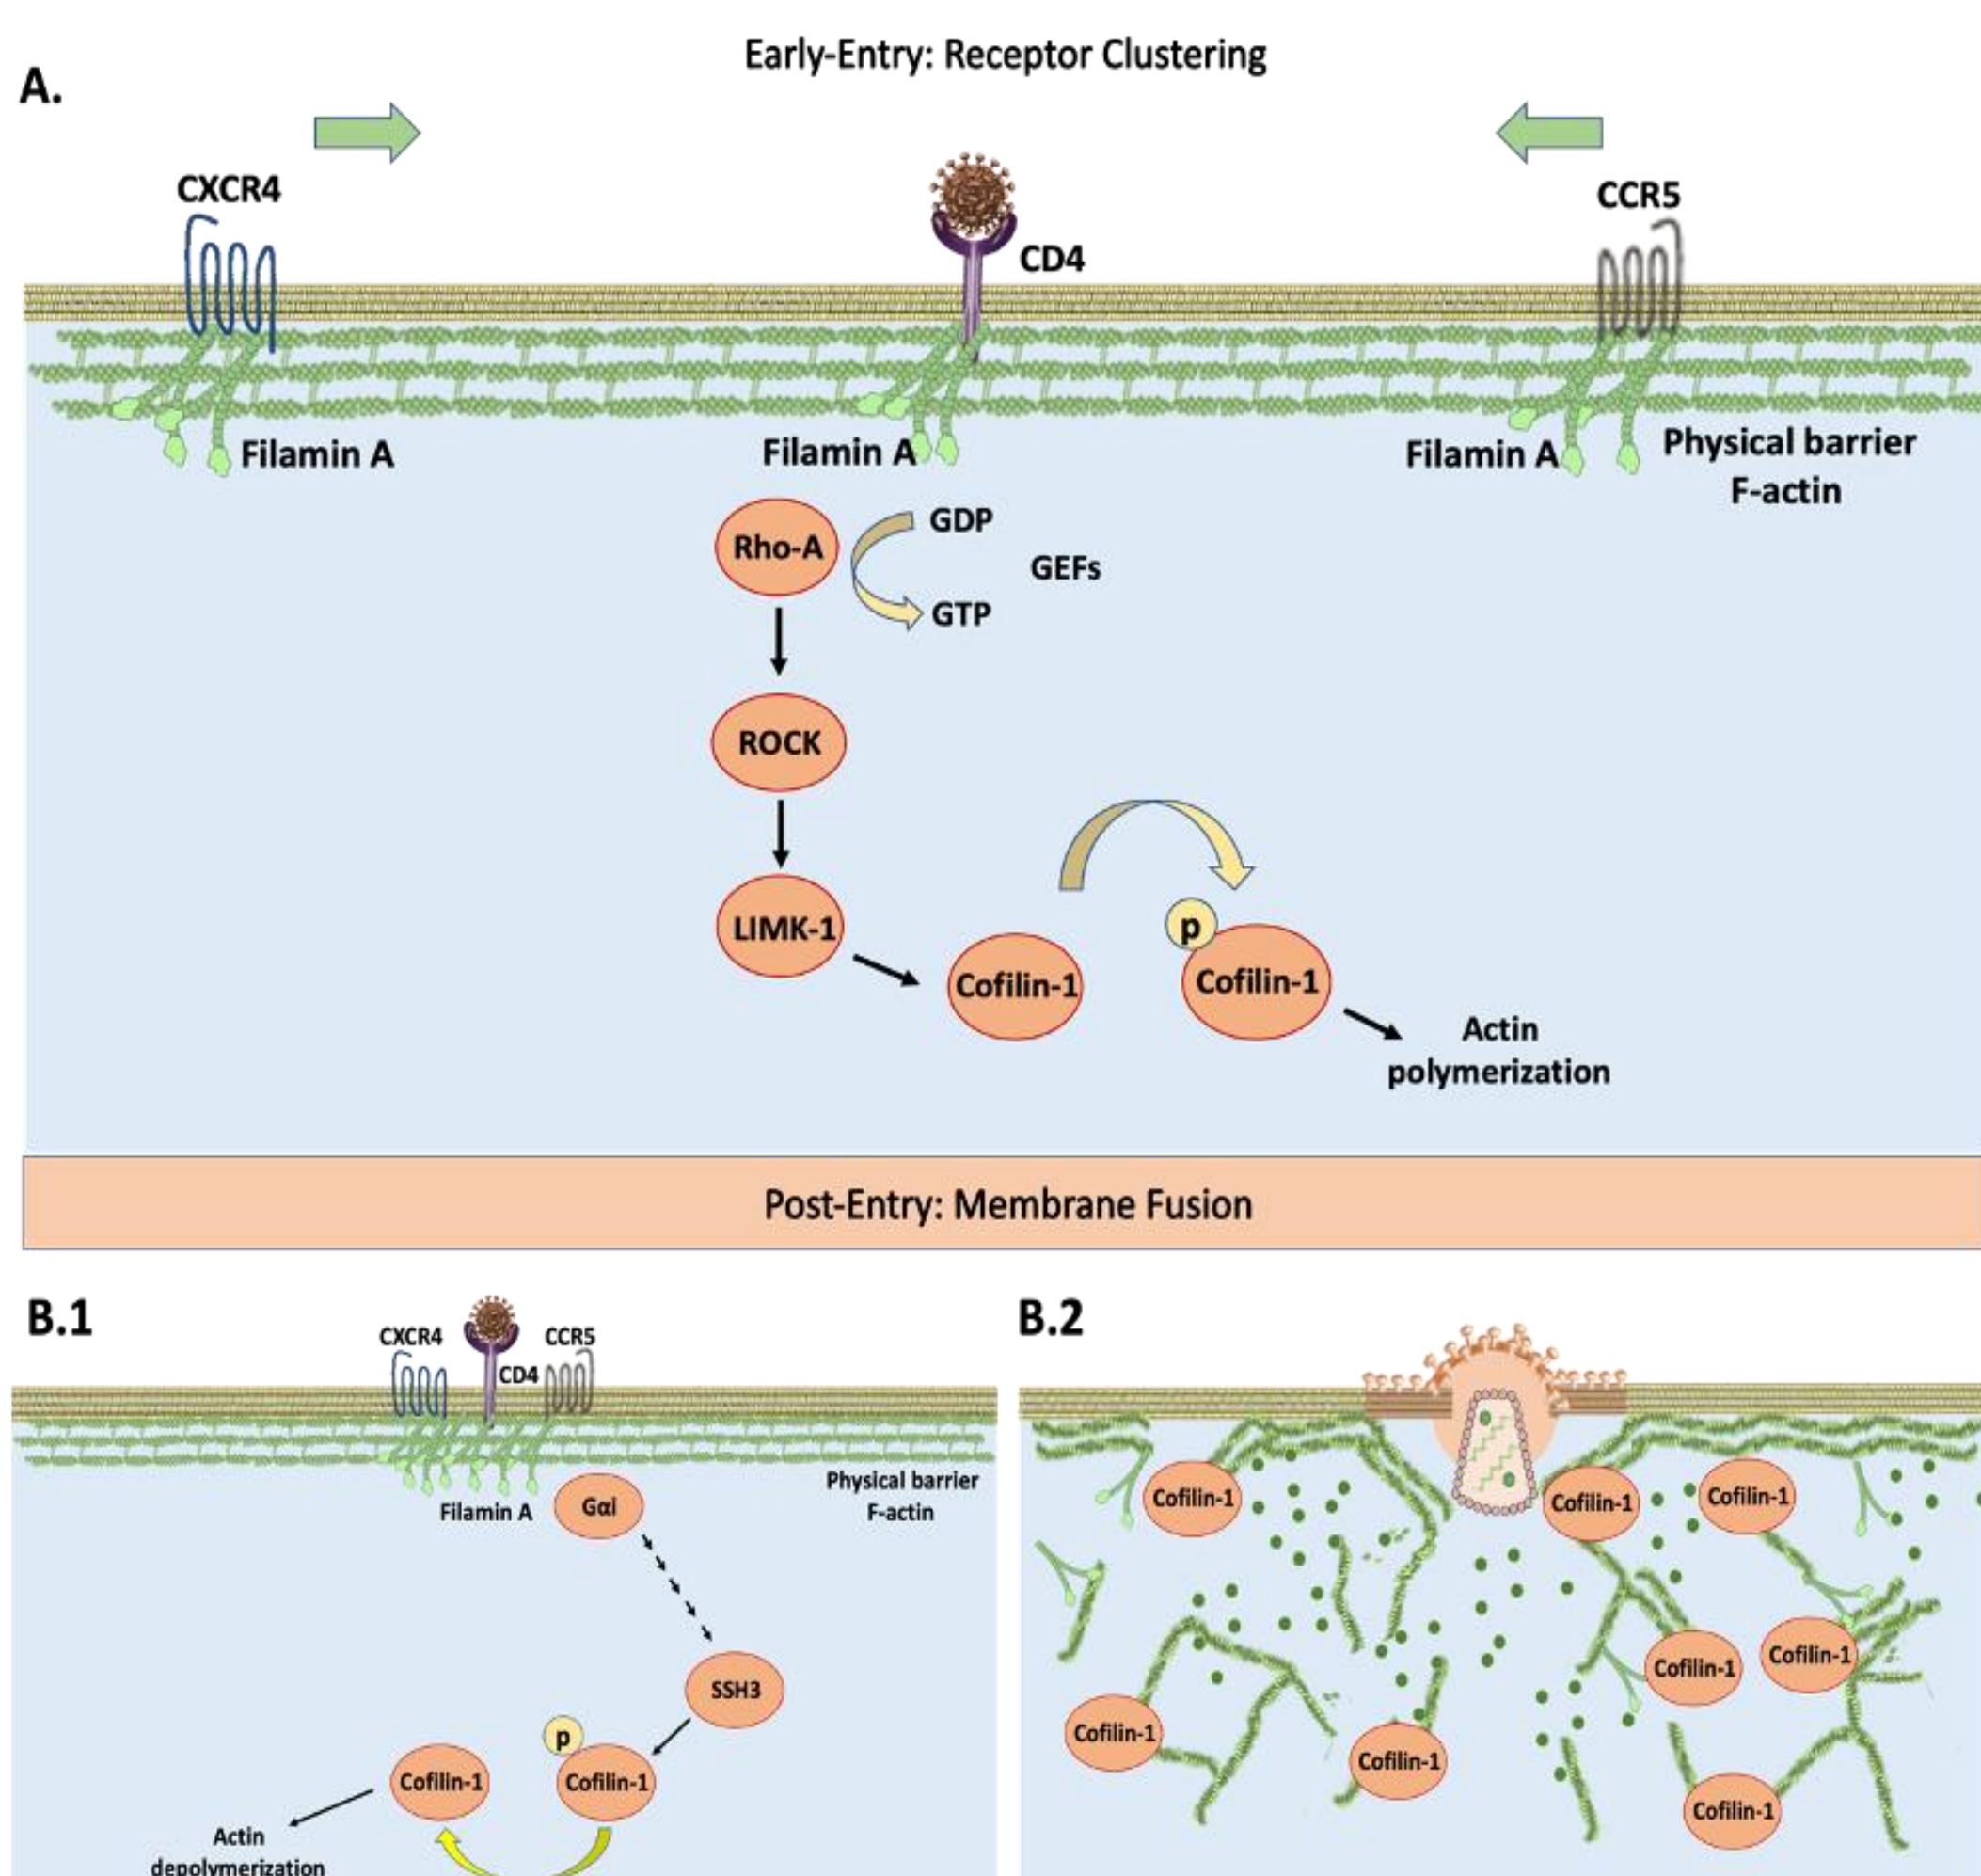 Early-Entry: Receptor Clustering
A.
CXCR4
CCR5
CD4
Filamin A
Filamin A
Filamin A
Physical barrier
F-actin
Rho-A
GDP
GEFs
GTP
ROCK
LIMK-1
Cofilin-1
p
Cofilin-1
Actin
polymerization
Post-Entry: Membrane Fusion
B.1
CXCR4
CCR5
CD4
Filamin A
Gαi
Physical barrier
F-actin
SSH3
p
Cofilin-1
Cofilin-1
Actin
depolymerization
B.2
Cofilin-1
Cofilin-1
Cofilin-1
Cofilin-1
Cofilin-1
Cofilin-1
Cofilin-1
Cofilin-1